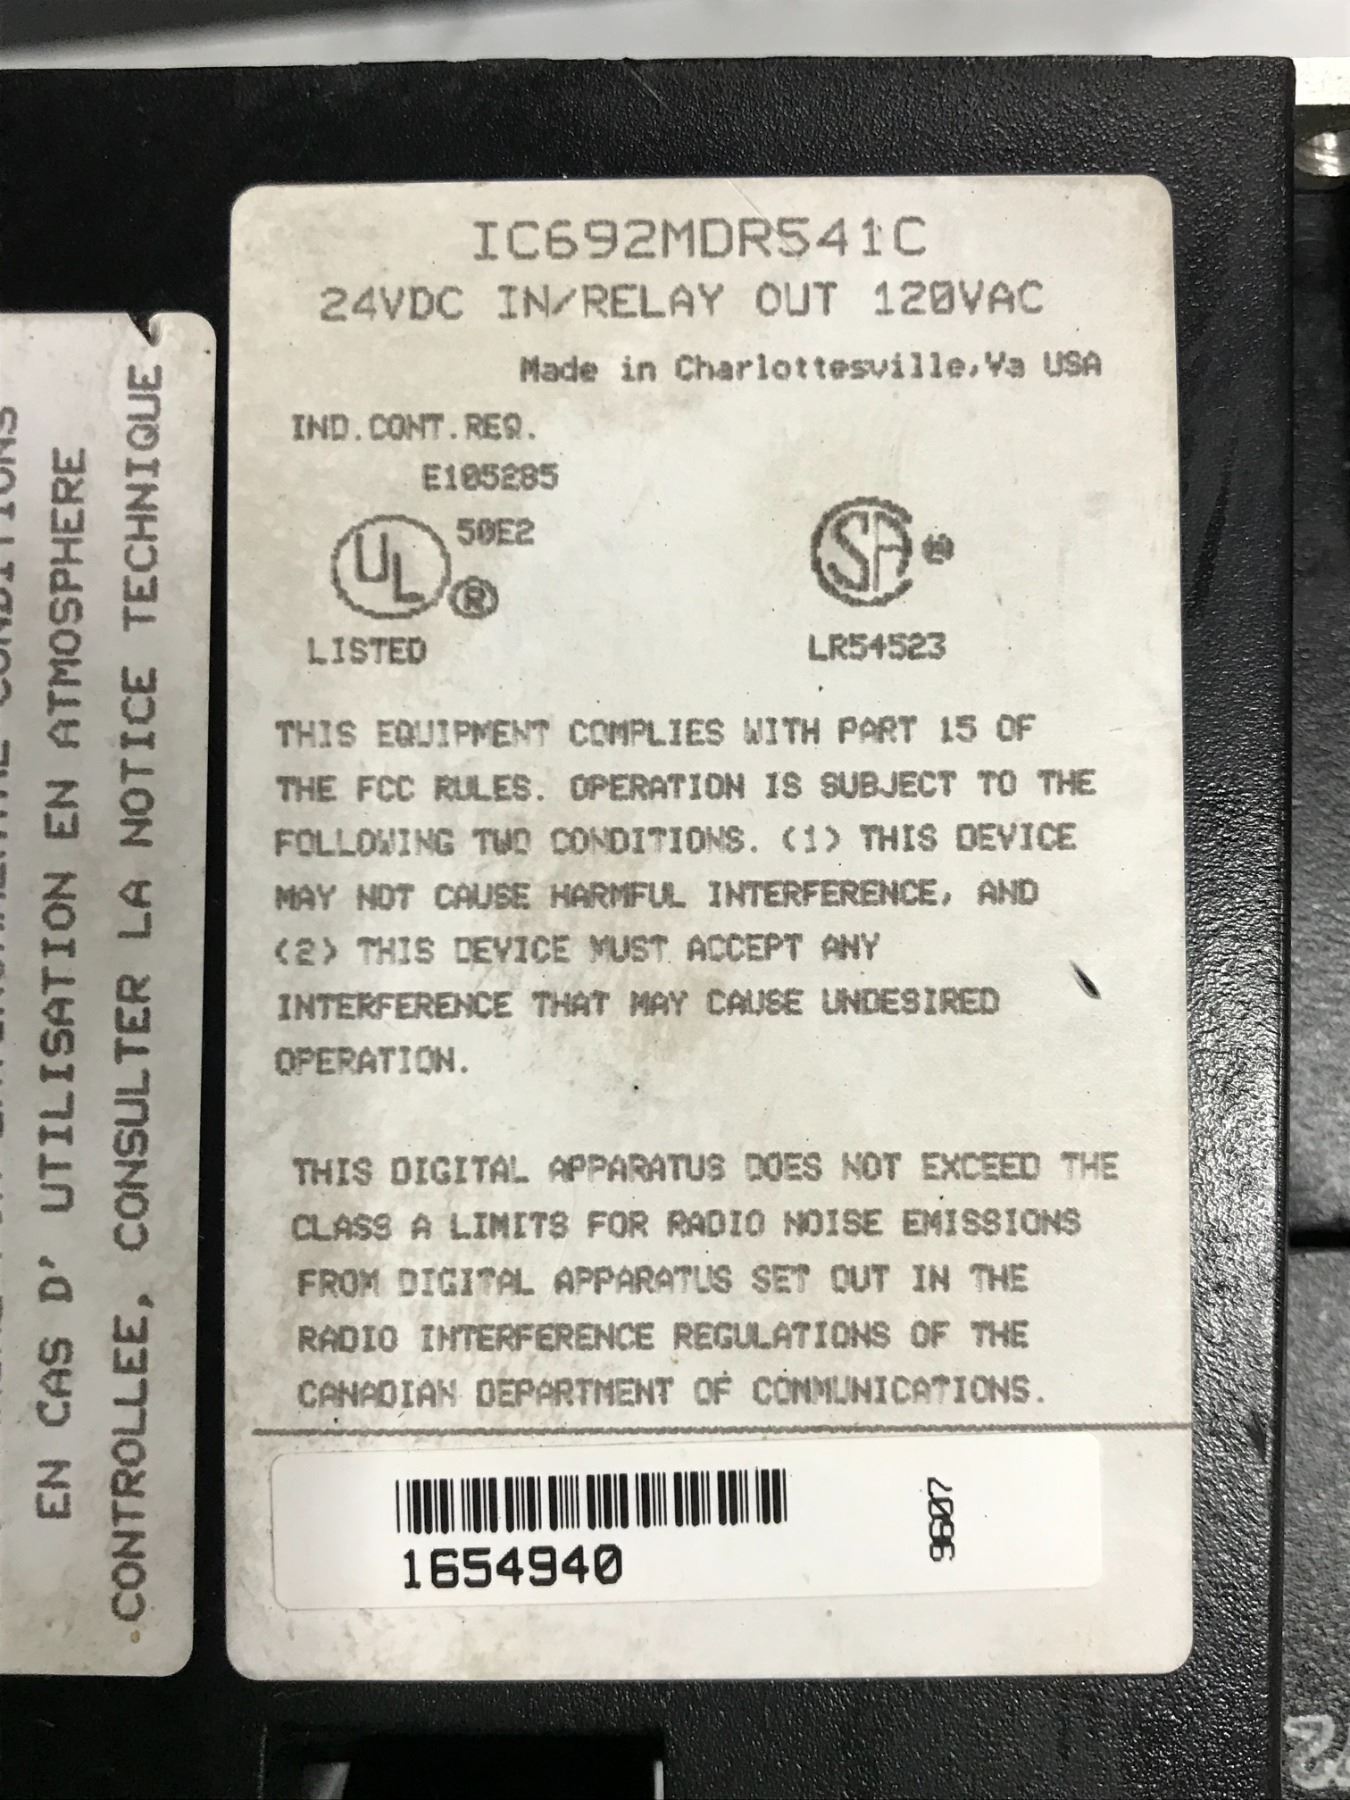 IC692MDR541C
24VDC IN/RELAY OUT 120VAC
Made in Charlottesville,Va USA
IND.CONT.REQ.
E105285
UL 50E2
®
LISTED
SA ®
LR54523
THIS EQUIPMENT COMPLIES WITH PART 15 OF
THE FCC RULES. OPERATION IS SUBJECT TO THE
FOLLOWING TWO CONDITIONS. (1) THIS DEVICE
MAY NOT CAUSE HARMFUL INTERFERENCE, AND
(2) THIS DEVICE MUST ACCEPT ANY
INTERFERENCE THAT MAY CAUSE UNDESIRED
OPERATION.
THIS DIGITAL APPARATUS DOES NOT EXCEED THE
CLASS A LIMITS FOR RADIO NOISE EMISSIONS
FROM DIGITAL APPARATUS SET OUT IN THE
RADIO INTERFERENCE REGULATIONS OF THE
CANADIAN DEPARTMENT OF COMMUNICATIONS.
1654940
9607
CONDITIONS
EN CAS D' UTILISATION EN ATMOSPHERE
CONTROLLEE, CONSULTER LA NOTICE TECHNIQUE